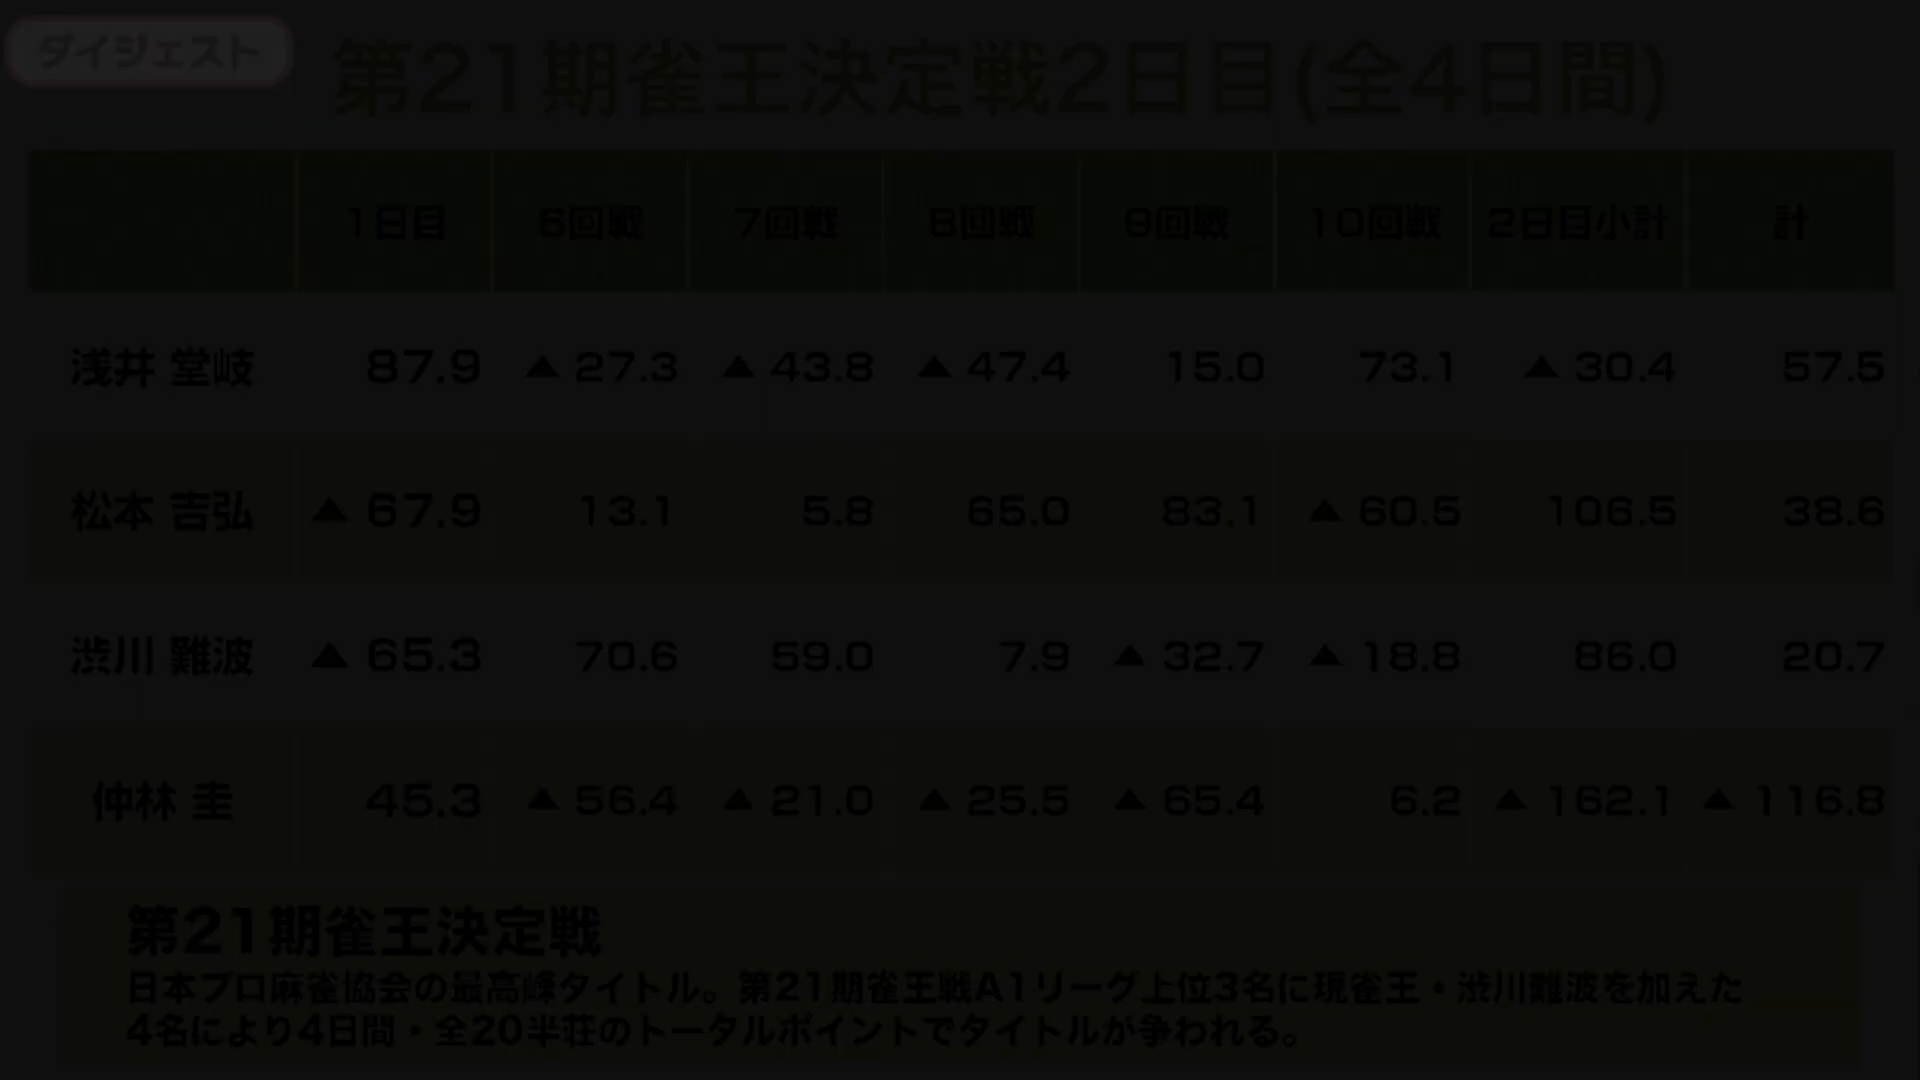 ダイジェスト
第21期雀王決定戦2日目(全4日間)
1日目 6回戦 7回戦 8回戦 9回戦 10回戦 2日目小計 計
浅井 堂岐 87.9 ▲ 27.3 ▲ 43.8 ▲ 47.4 15.0 73.1 ▲ 30.4 57.5
松本 吉弘 ▲ 67.9 13.1 5.8 65.0 83.1 ▲ 60.5 106.5 38.6
渋川 難波 ▲ 65.3 70.6 59.0 7.9 ▲ 32.7 ▲ 18.8 86.0 20.7
仲林 圭 45.3 ▲ 56.4 ▲ 21.0 ▲ 25.5 ▲ 65.4 6.2 ▲ 162.1 ▲ 116.8
第21期雀王決定戦
日本プロ麻雀協会の最高峰タイトル。第21期雀王戦A1リーグ上位3名に現雀王・渋川難波を加えた
4名により4日間・全20半荘のトータルポイントでタイトルが争われる。